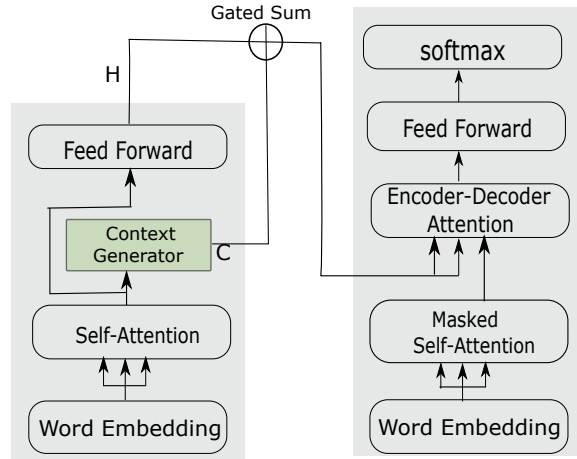 Gated Sum
H
Feed Forward
Context
Generator
C
Self-Attention
Word Embedding
softmax
Feed Forward
Encoder-Decoder
Attention
Masked
Self-Attention
Word Embedding